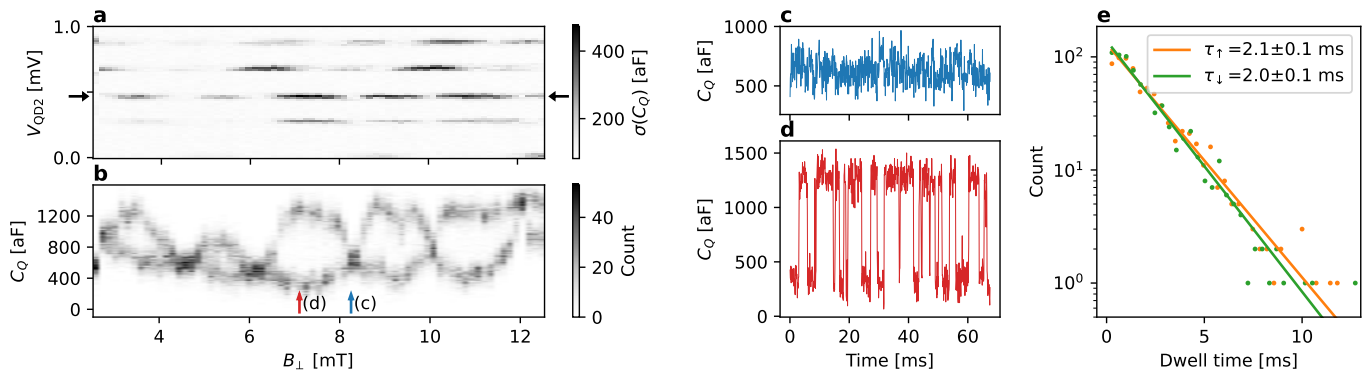 a
1.0
0.0
V_QD2 [mV]
400
200
σ(C_Q) [aF]
b
1200
800
400
0
C_Q [aF]
(d)
(c)
4
6
8
10
12
B_⊥ [mT]
40
20
0
Count
c
1000
500
C_Q [aF]
d
1500
1000
500
0
C_Q [aF]
0
20
40
60
Time [ms]
e
τ↑=2.1±0.1 ms
τ↓=2.0±0.1 ms
10²
10¹
10⁰
Count
0
5
10
Dwell time [ms]